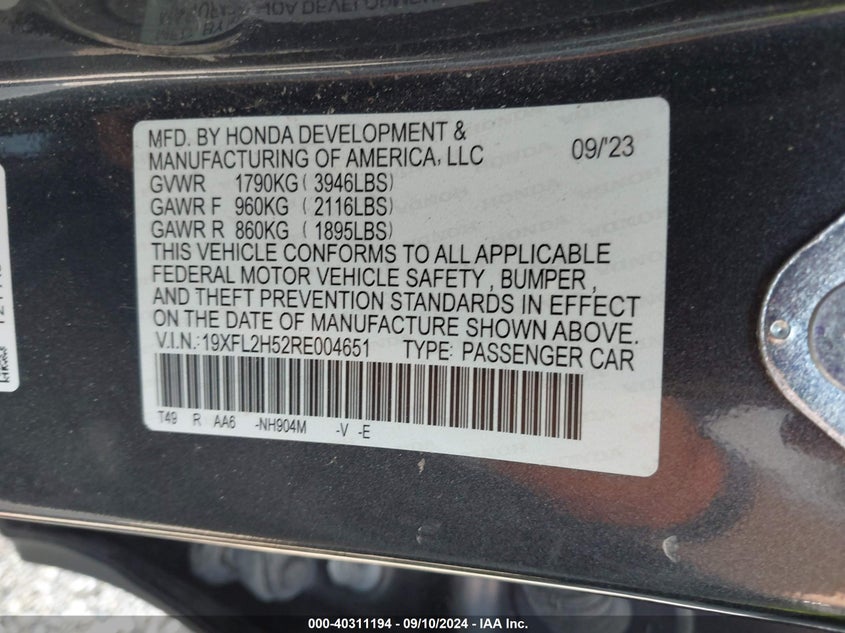 MFD. BY HONDA DEVELOPMENT &
MANUFACTURING OF AMERICA, LLC 09/'23
GVWR 1790KG ( 3946LBS)
GAWR F 960KG ( 2116LBS)
GAWR R 860KG ( 1895LBS)
THIS VEHICLE CONFORMS TO ALL APPLICABLE
FEDERAL MOTOR VEHICLE SAFETY , BUMPER ,
AND THEFT PREVENTION STANDARDS IN EFFECT
ON THE DATE OF MANUFACTURE SHOWN ABOVE.
V.I.N.:19XFL2H52RE004651 TYPE: PASSENGER CAR
T49 R AA6 -NH904M -V -E
000-40311194 - 09/10/2024 - IAA Inc.